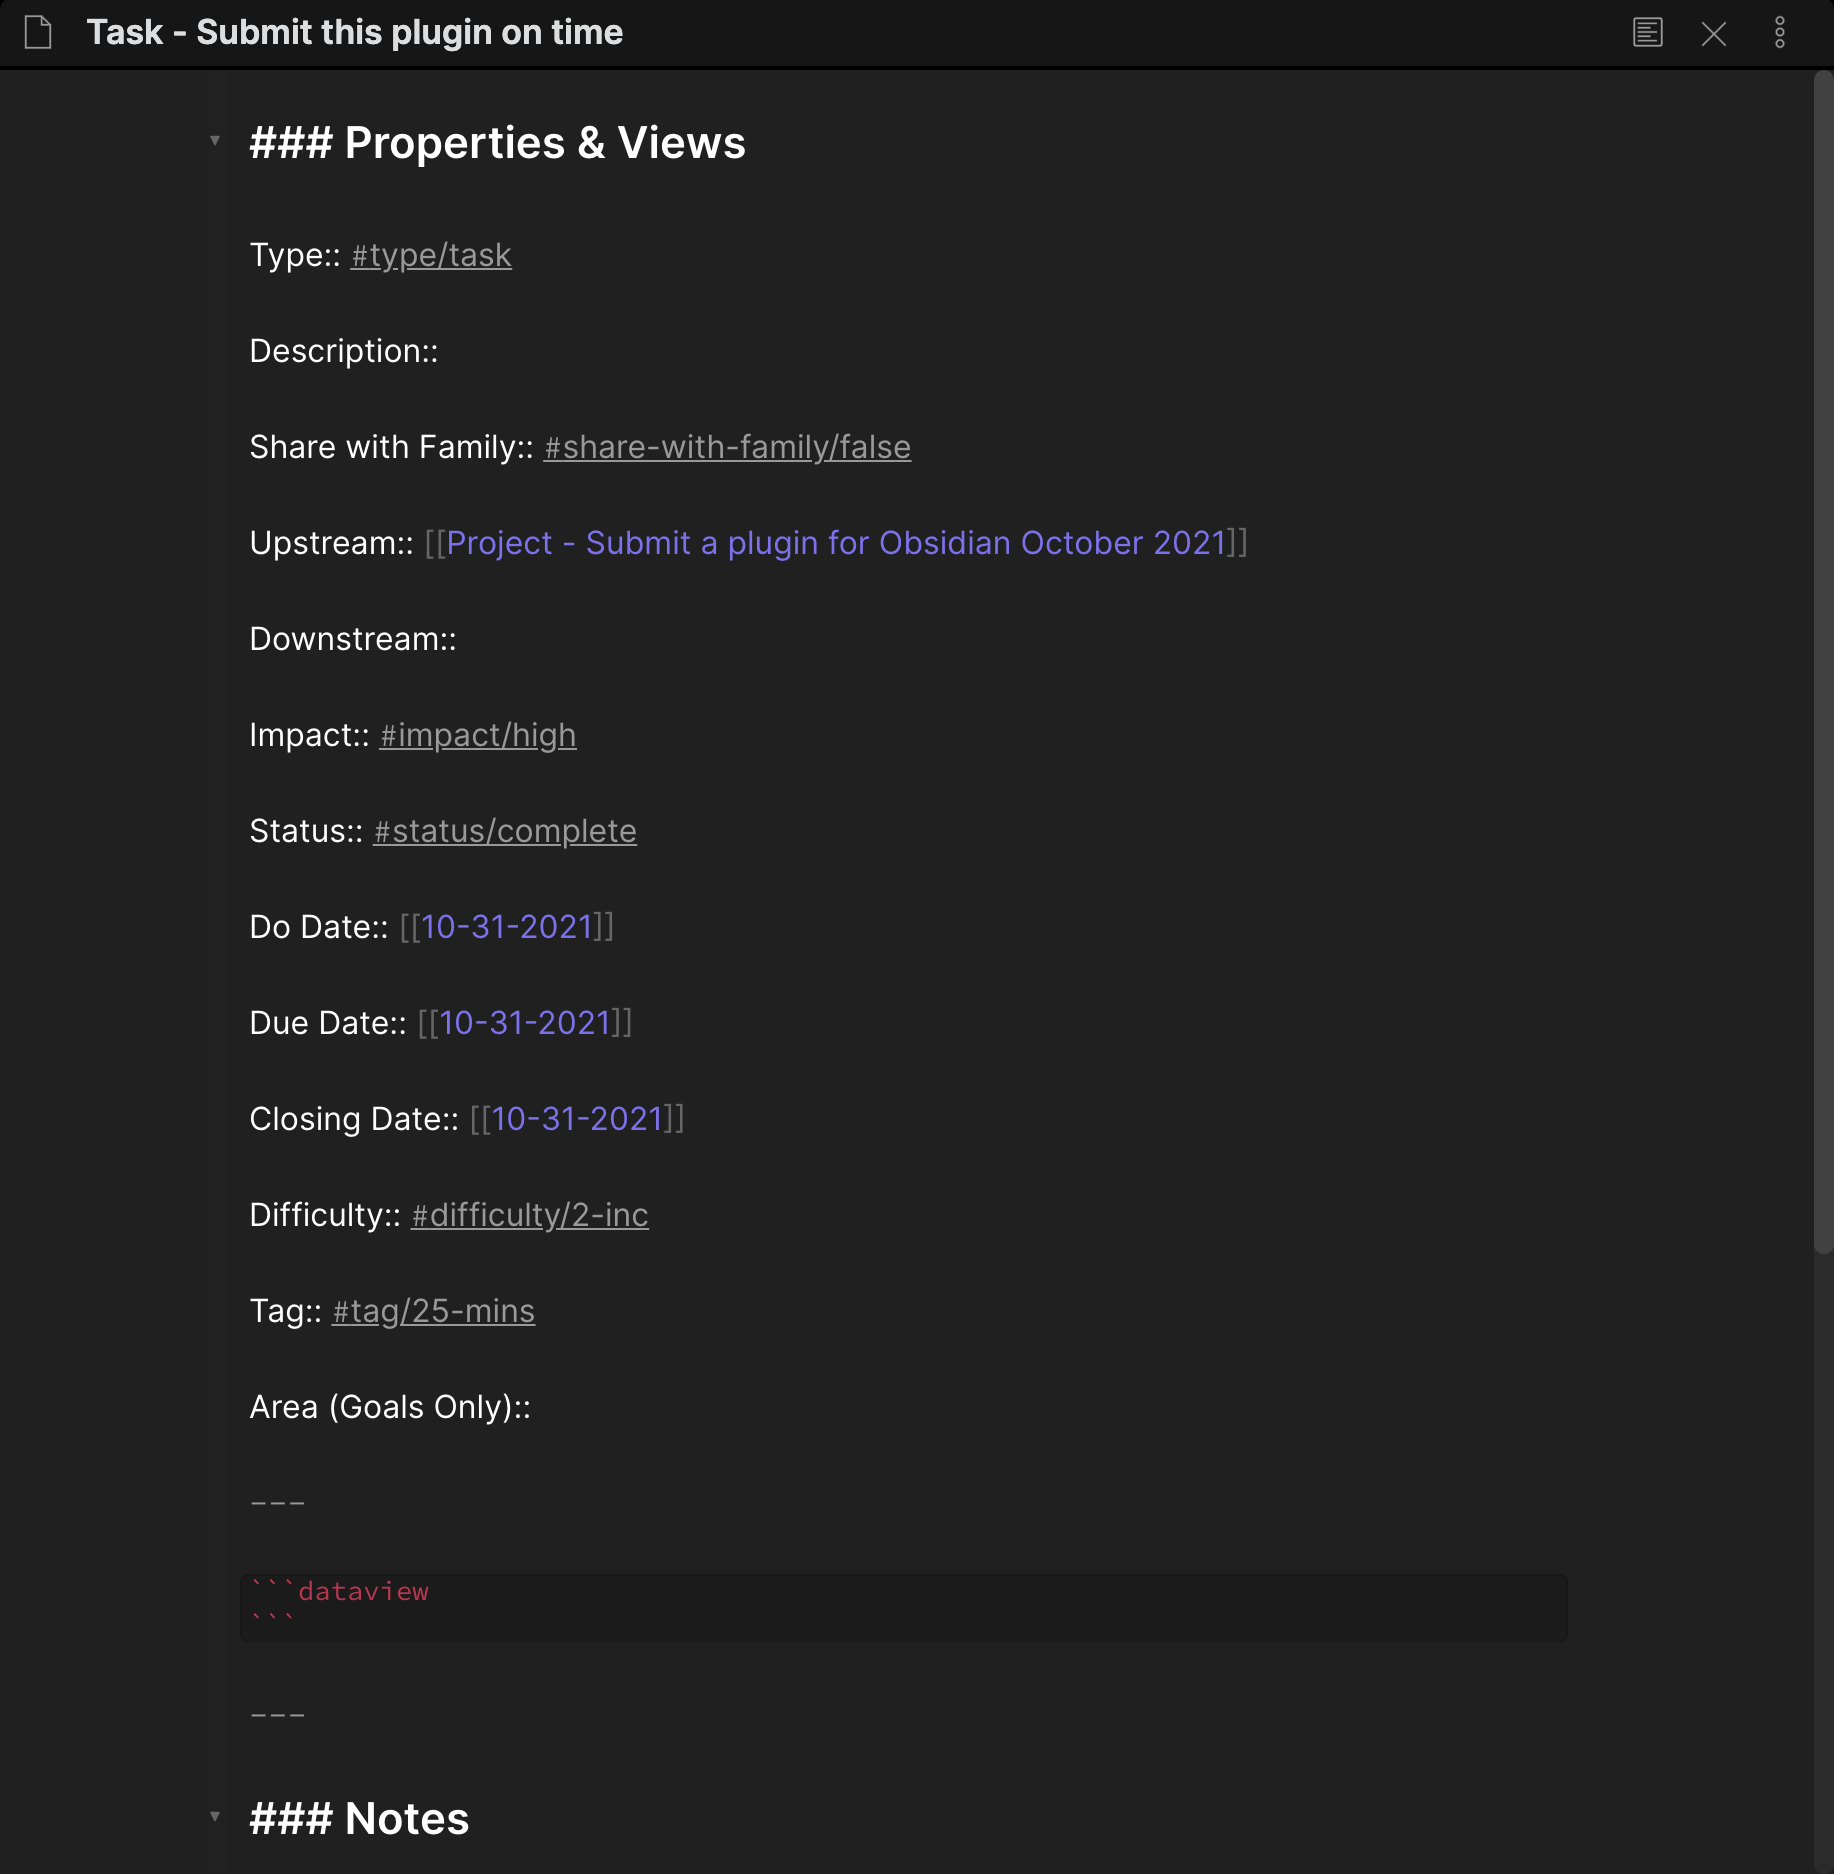 Task - Submit this plugin on time
### Properties & Views
Type:: #type/task
Description::
Share with Family:: #share-with-family/false
Upstream:: [[Project - Submit a plugin for Obsidian October 2021]]
Downstream::
Impact:: #impact/high
Status:: #status/complete
Do Date:: [[10-31-2021]]
Due Date:: [[10-31-2021]]
Closing Date:: [[10-31-2021]]
Difficulty:: #difficulty/2-inc
Tag:: #tag/25-mins
Area (Goals Only)::
---
```dataview
```
---
### Notes